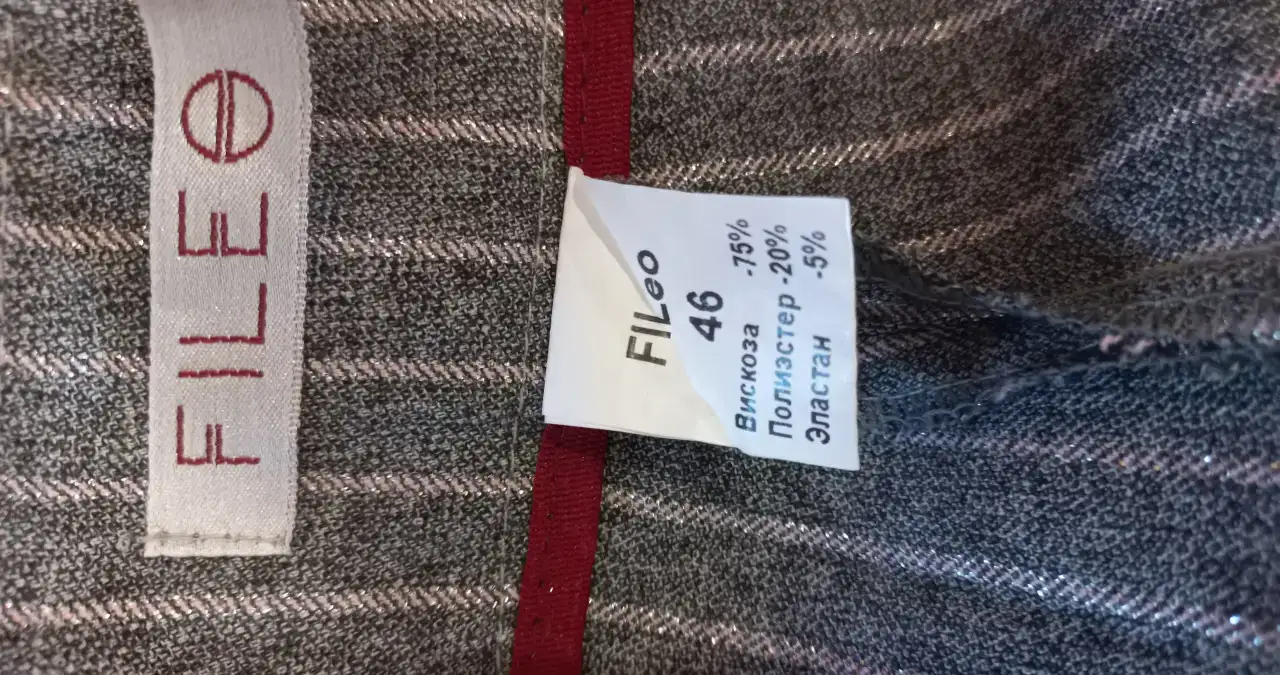 FILEO
FILeo
46
Вискоза -75%
Полиэстер -20%
Эластан -5%